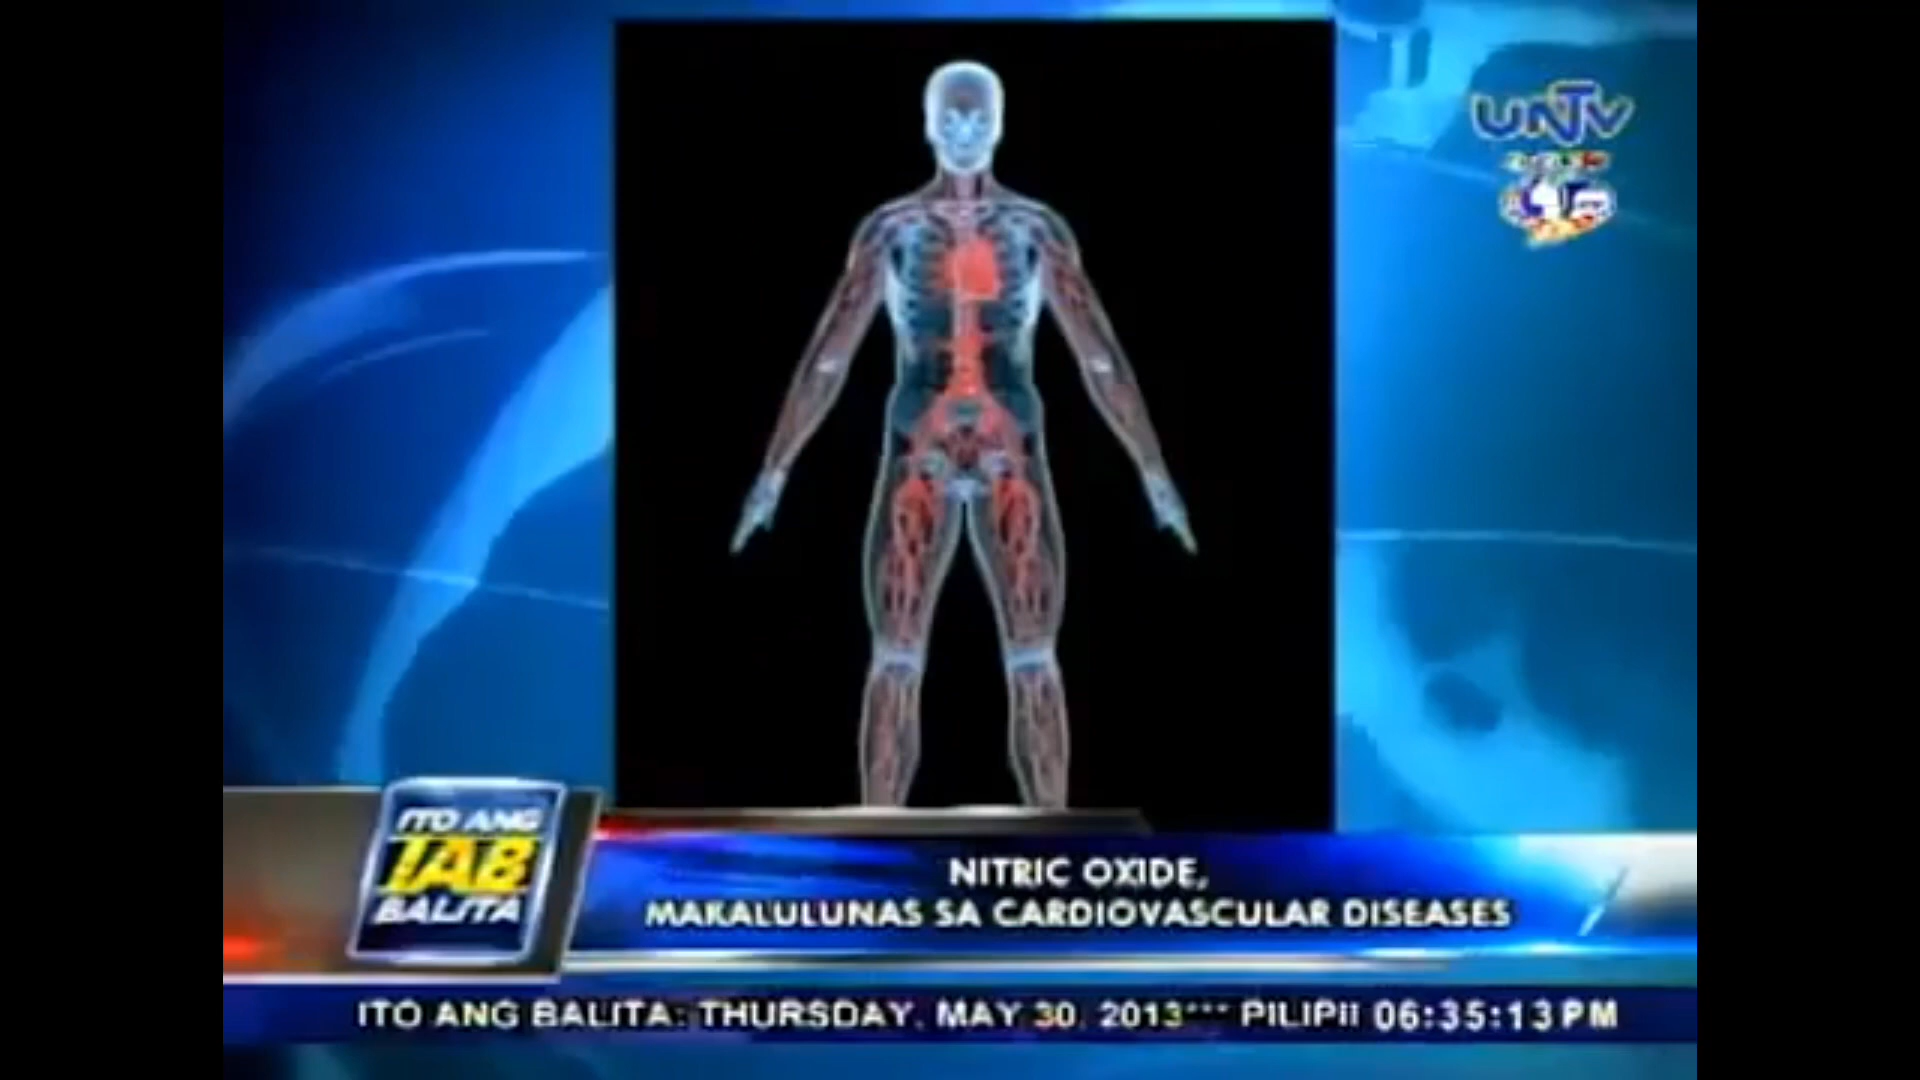 UNTV
ITO ANG
IAB
BALITA
NITRIC OXIDE,
MAKALULUNAS SA CARDIOVASCULAR DISEASES
ITO ANG BALITA: THURSDAY, MAY 30, 2013*** PILIPI 06:35:13 PM